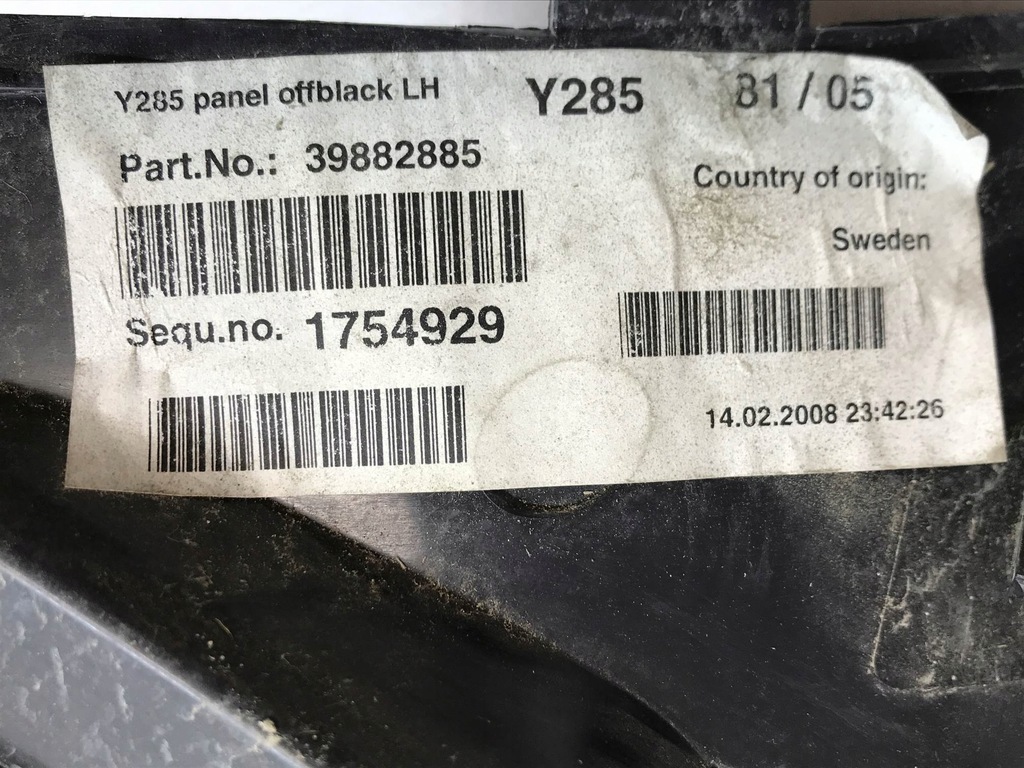 Y285 panel offblack LH Y285 81 / 05
Part.No.: 39882885
Country of origin:
Sweden
Sequ.no. 1754929
14.02.2008 23:42:26